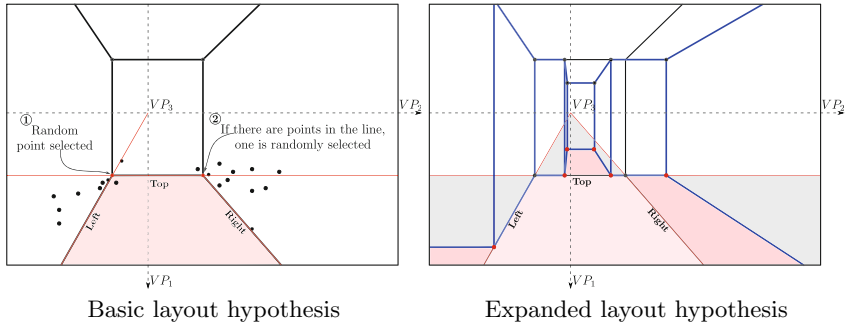 VP₃
VP₂
① Random
point selected
② If there are points in the line,
one is randomly selected
Top
Left
Right
VP₁
Basic layout hypothesis
VP₃
VP₂
Top
Left
Right
VP₁
Expanded layout hypothesis